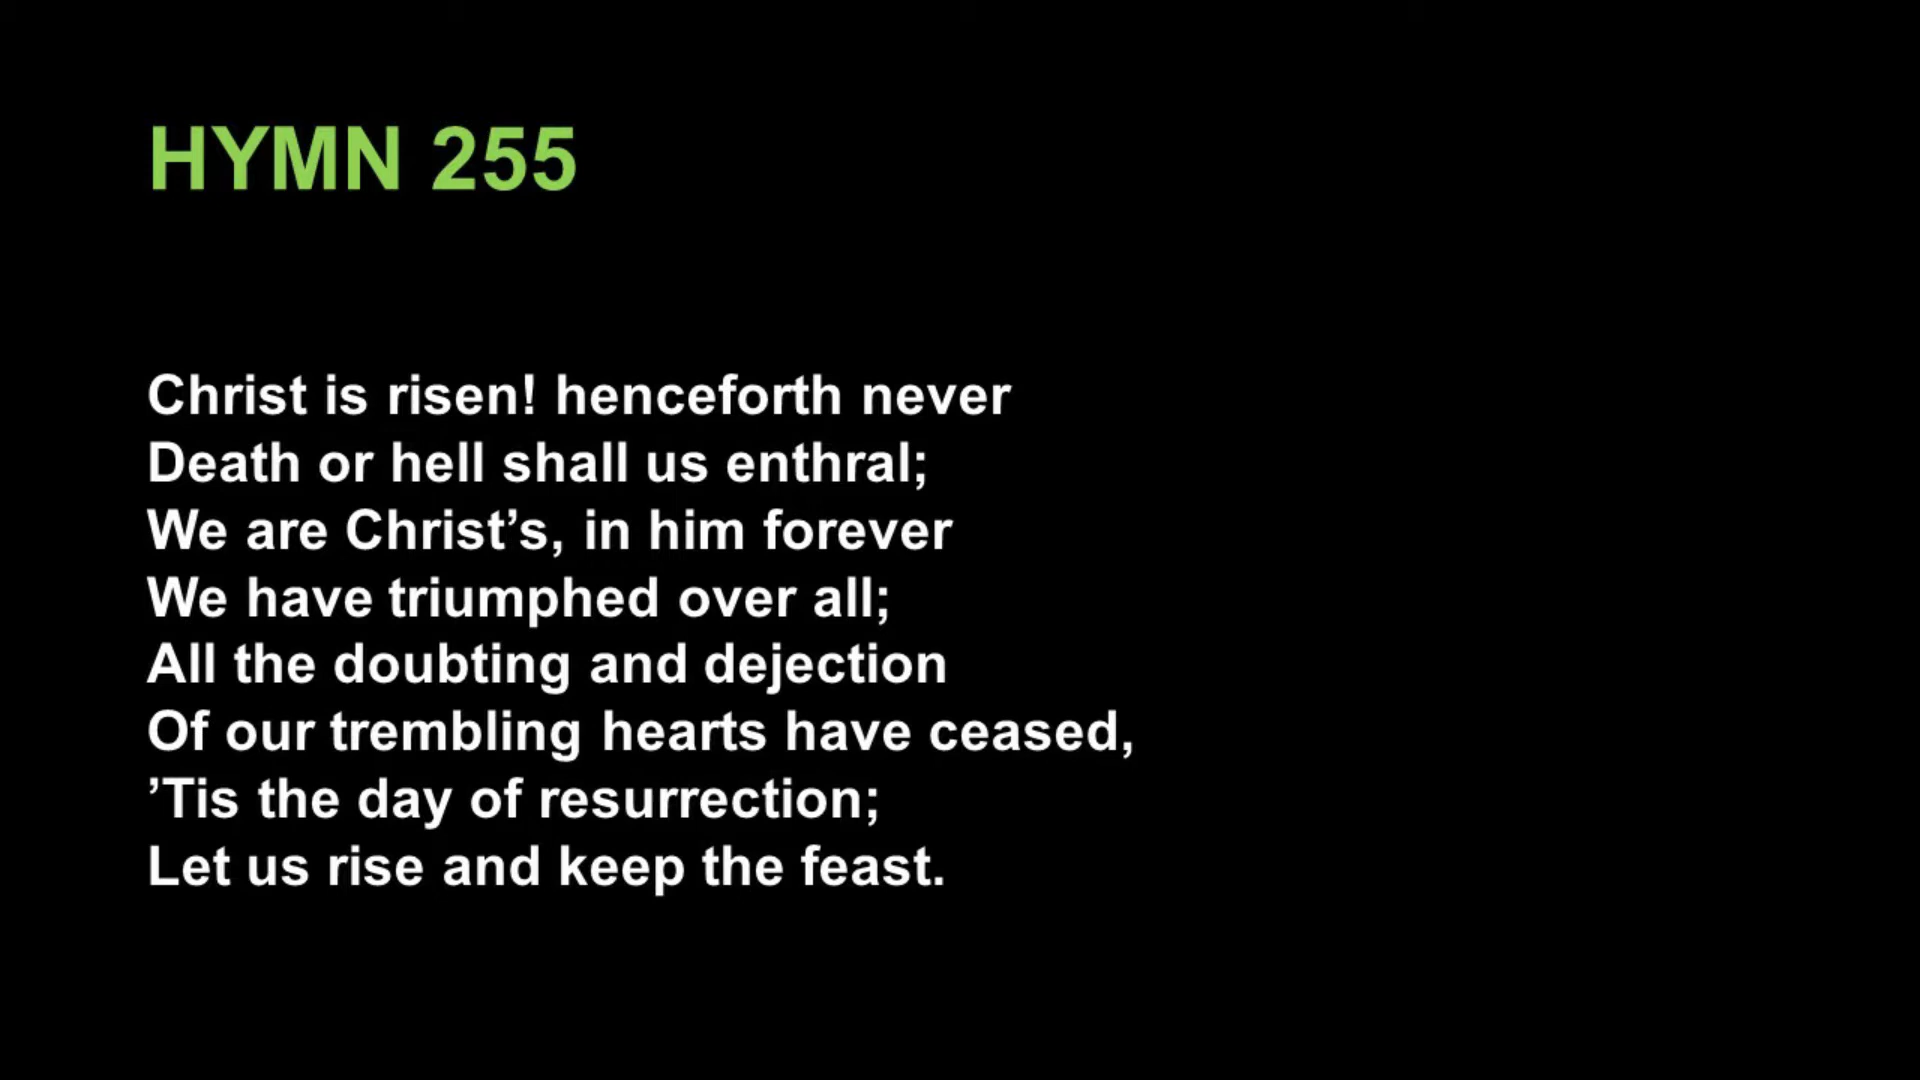 HYMN 255
Christ is risen! henceforth never
Death or hell shall us enthral;
We are Christ’s, in him forever
We have triumphed over all;
All the doubting and dejection
Of our trembling hearts have ceased,
’Tis the day of resurrection;
Let us rise and keep the feast.